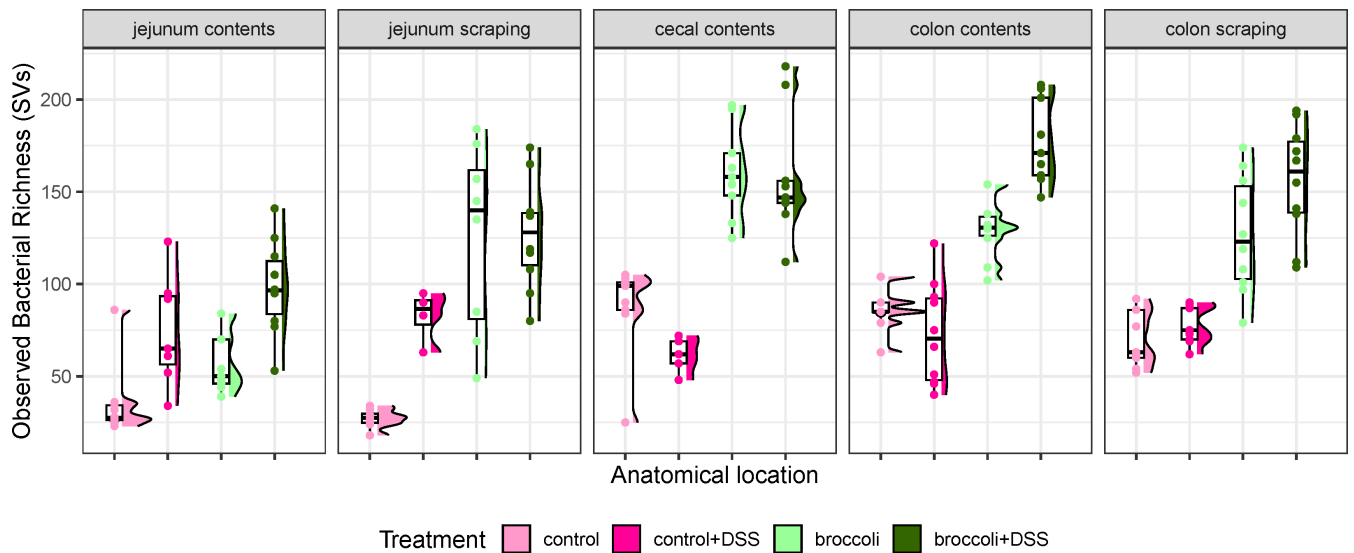 jejunum contents jejunum scraping cecal contents colon contents colon scraping
Observed Bacterial Richness (SVs)
200
150
100
50
Anatomical location
Treatment control control+DSS broccoli broccoli+DSS